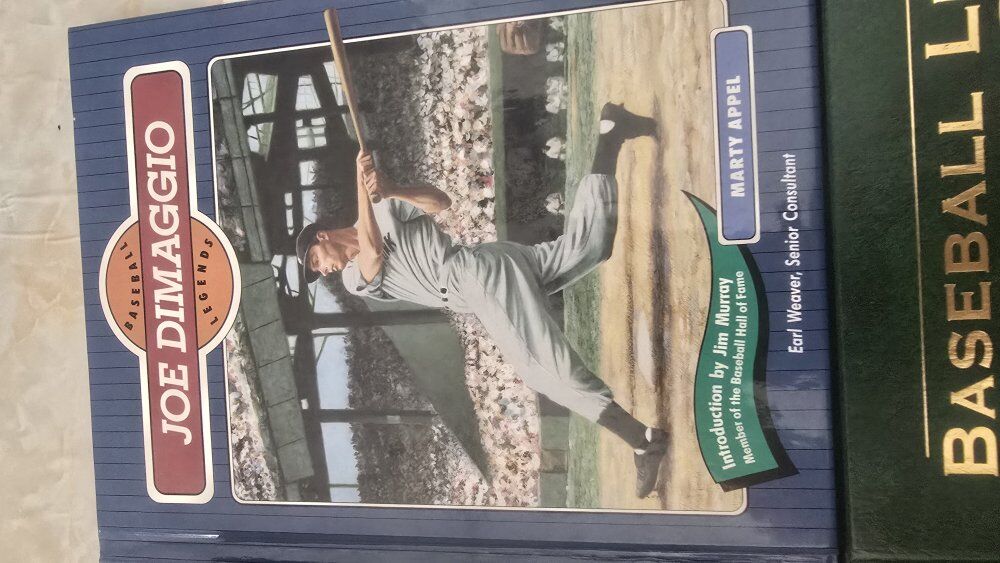 BASEBALL
JOE DIMAGGIO
LEGENDS
MARTY APPEL
Introduction by Jim Murray
Member of the Baseball Hall of Fame
Earl Weaver, Senior Consultant
BASEBALL